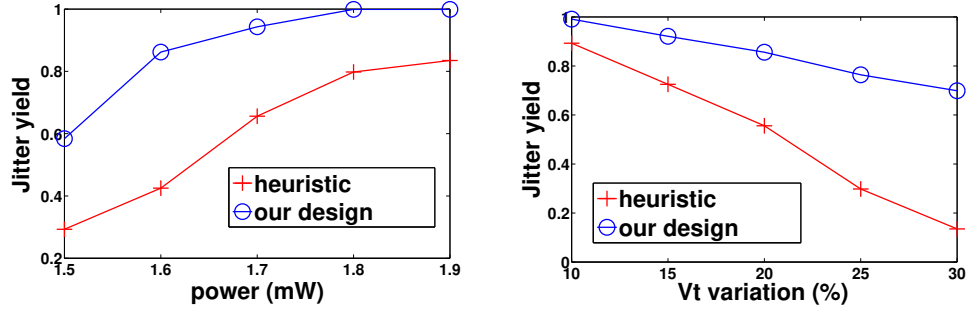 1
0.8
0.6
0.4
0.2
1.5
1.6
1.7
1.8
1.9
Jitter yield
power (mW)
heuristic
our design
1
0.8
0.6
0.4
0.2
0
10
15
20
25
30
Jitter yield
Vt variation (%)
heuristic
our design